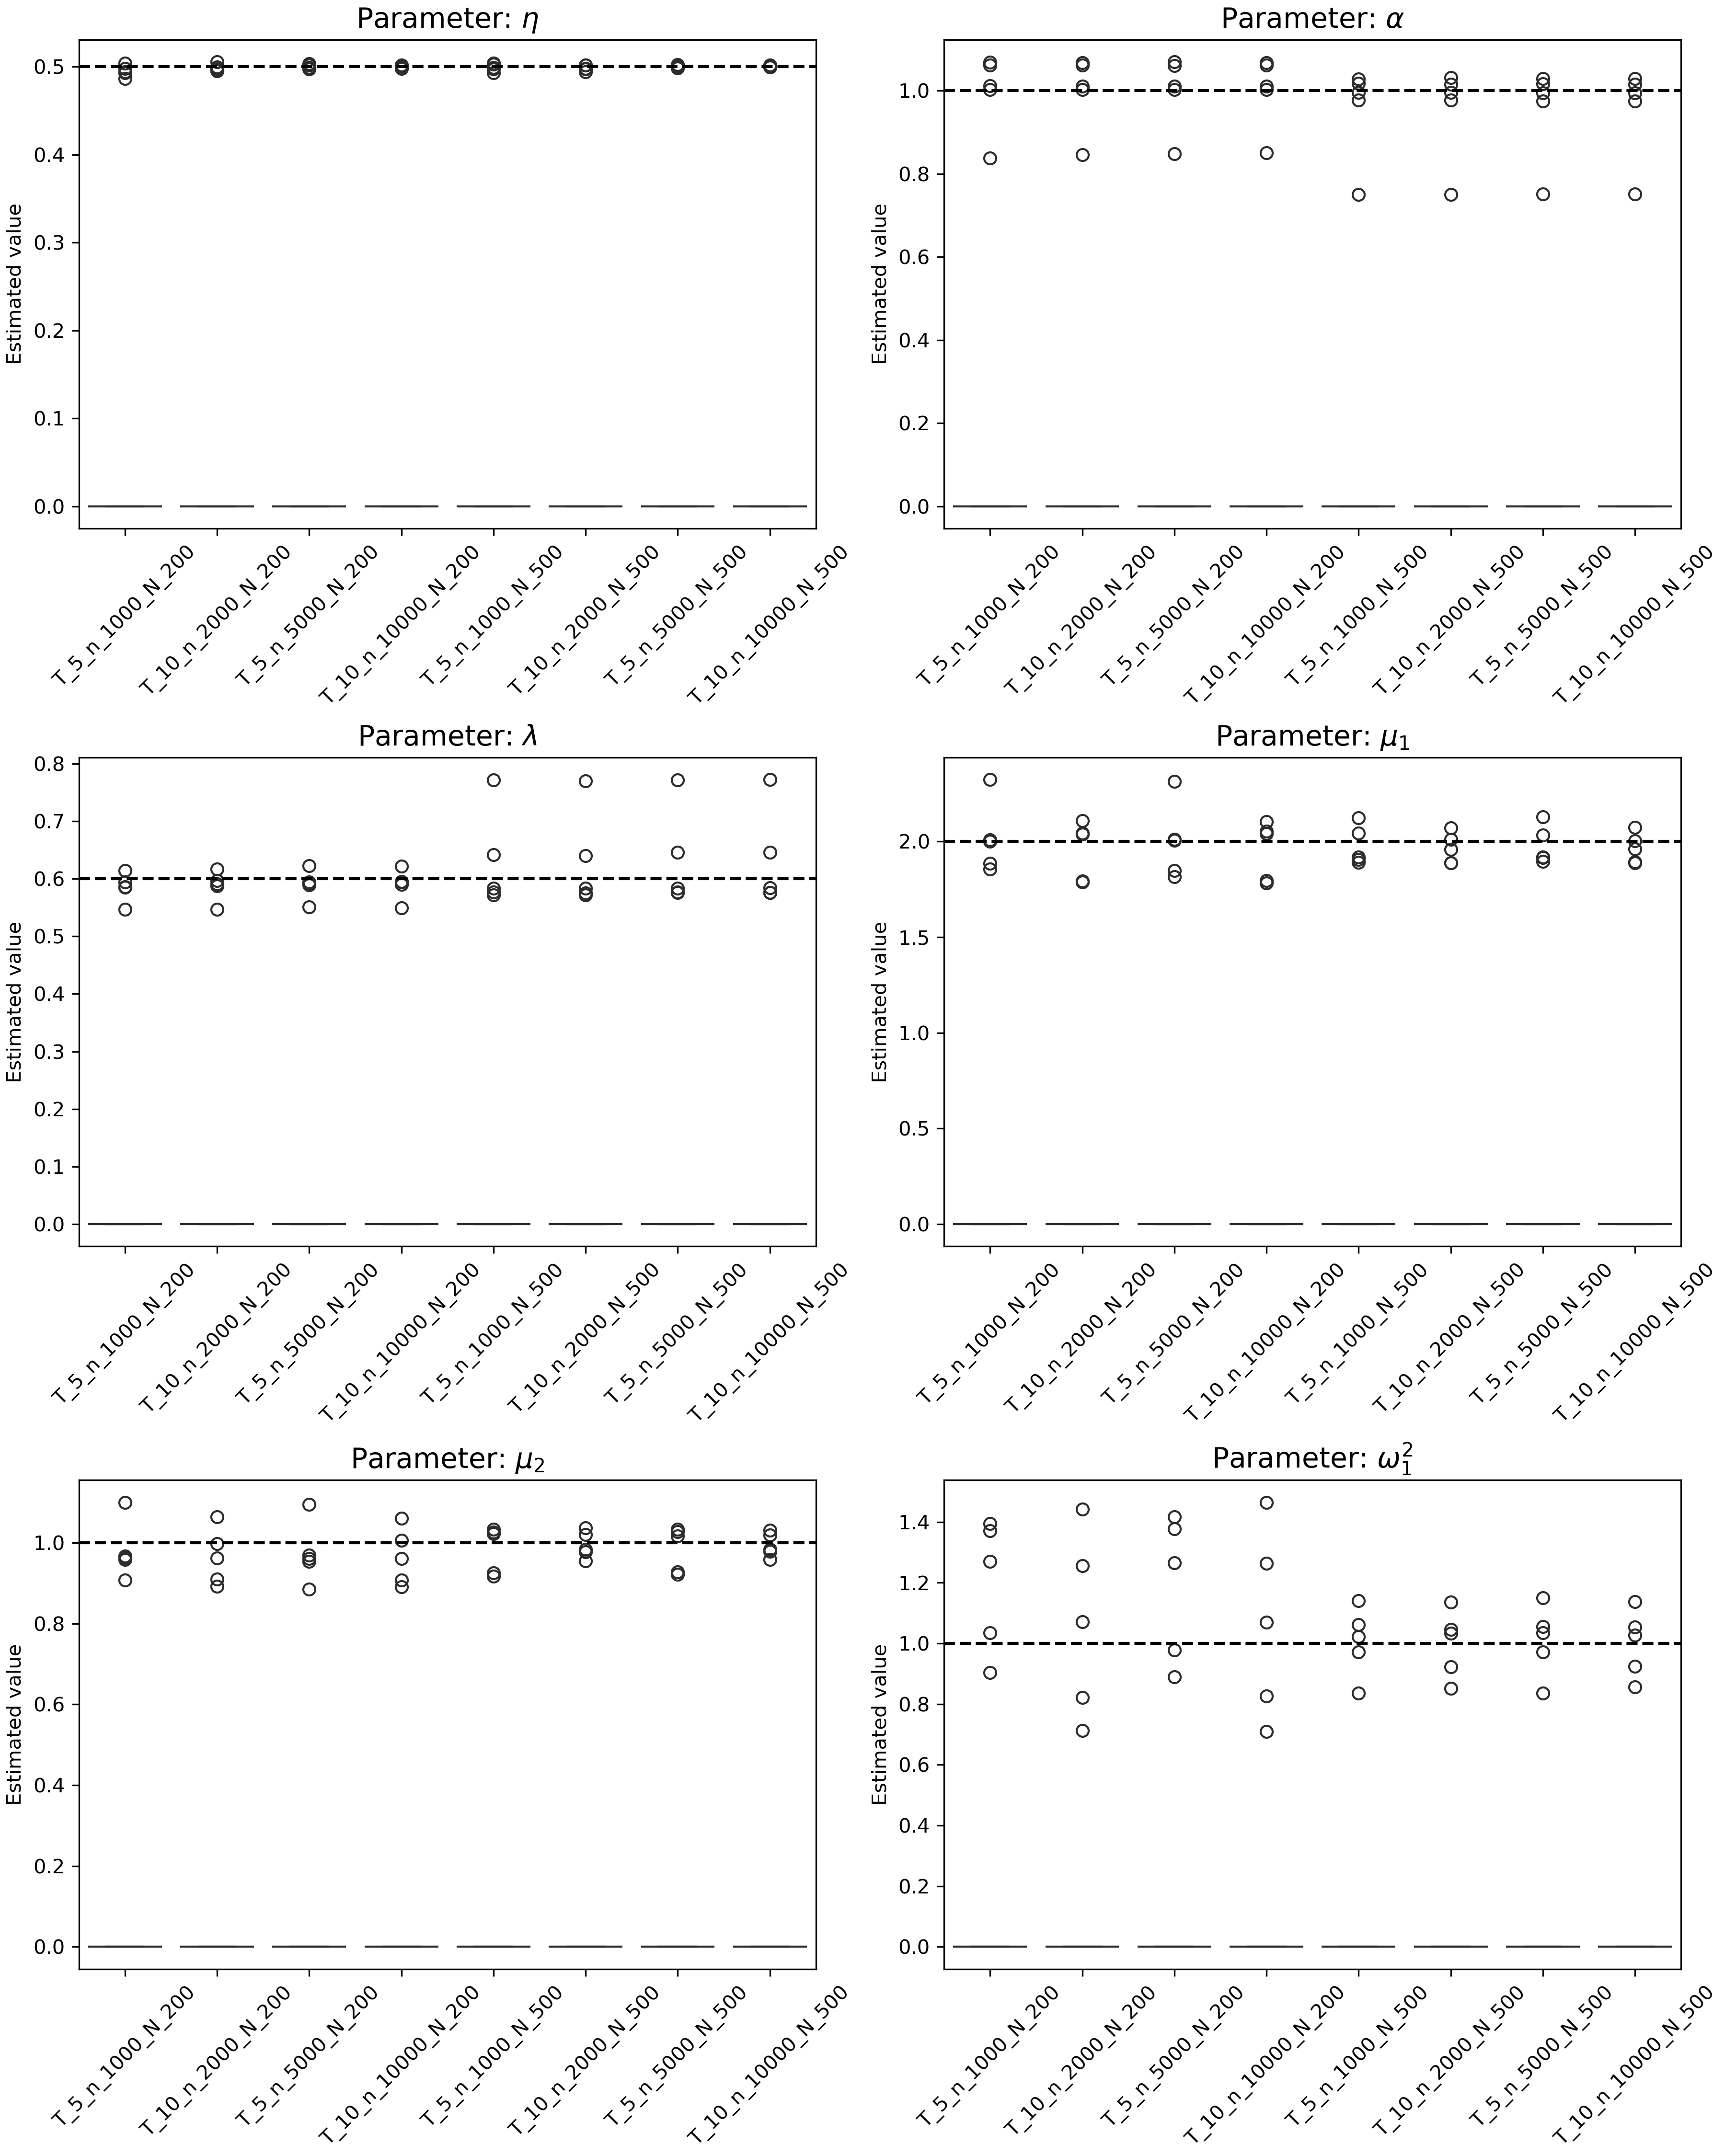 Parameter: η
Estimated value
0.5
0.4
0.3
0.2
0.1
0.0
T_5_n_1000_N_200
T_10_n_2000_N_200
T_5_n_5000_N_200
T_10_n_10000_N_200
T_5_n_1000_N_500
T_10_n_2000_N_500
T_5_n_5000_N_500
T_10_n_10000_N_500
Parameter: α
Estimated value
1.0
0.8
0.6
0.4
0.2
0.0
T_5_n_1000_N_200
T_10_n_2000_N_200
T_5_n_5000_N_200
T_10_n_10000_N_200
T_5_n_1000_N_500
T_10_n_2000_N_500
T_5_n_5000_N_500
T_10_n_10000_N_500
Parameter: λ
Estimated value
0.8
0.7
0.6
0.5
0.4
0.3
0.2
0.1
0.0
T_5_n_1000_N_200
T_10_n_2000_N_200
T_5_n_5000_N_200
T_10_n_10000_N_200
T_5_n_1000_N_500
T_10_n_2000_N_500
T_5_n_5000_N_500
T_10_n_10000_N_500
Parameter: μ₁
Estimated value
2.0
1.5
1.0
0.5
0.0
T_5_n_1000_N_200
T_10_n_2000_N_200
T_5_n_5000_N_200
T_10_n_10000_N_200
T_5_n_1000_N_500
T_10_n_2000_N_500
T_5_n_5000_N_500
T_10_n_10000_N_500
Parameter: μ₂
Estimated value
1.0
0.8
0.6
0.4
0.2
0.0
T_5_n_1000_N_200
T_10_n_2000_N_200
T_5_n_5000_N_200
T_10_n_10000_N_200
T_5_n_1000_N_500
T_10_n_2000_N_500
T_5_n_5000_N_500
T_10_n_10000_N_500
Parameter: ω₁²
Estimated value
1.4
1.2
1.0
0.8
0.6
0.4
0.2
0.0
T_5_n_1000_N_200
T_10_n_2000_N_200
T_5_n_5000_N_200
T_10_n_10000_N_200
T_5_n_1000_N_500
T_10_n_2000_N_500
T_5_n_5000_N_500
T_10_n_10000_N_500